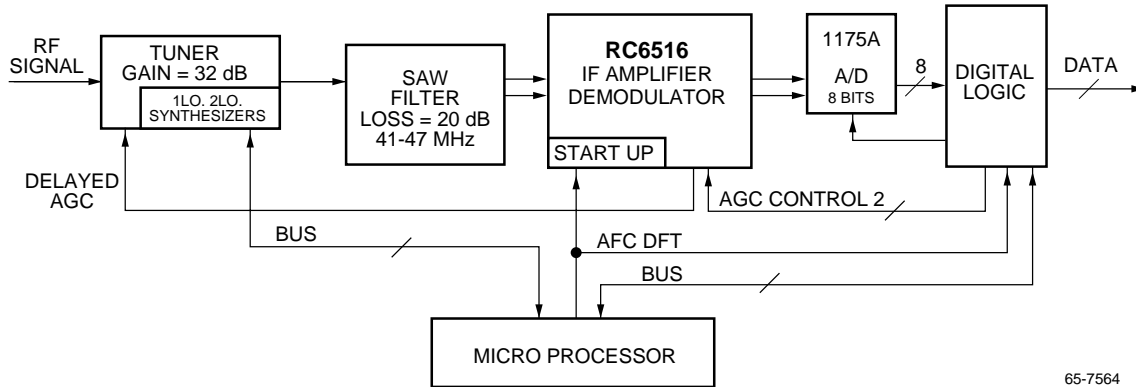 RF
SIGNAL
TUNER
GAIN = 32 dB
1LO. 2LO.
SYNTHESIZERS
SAW
FILTER
LOSS = 20 dB
41-47 MHz
RC6516
IF AMPLIFIER
DEMODULATOR
START UP
1175A
A/D
8 BITS
8
DIGITAL
LOGIC
DATA
DELAYED
AGC
AGC CONTROL 2
BUS
AFC DFT
BUS
MICRO PROCESSOR
65-7564